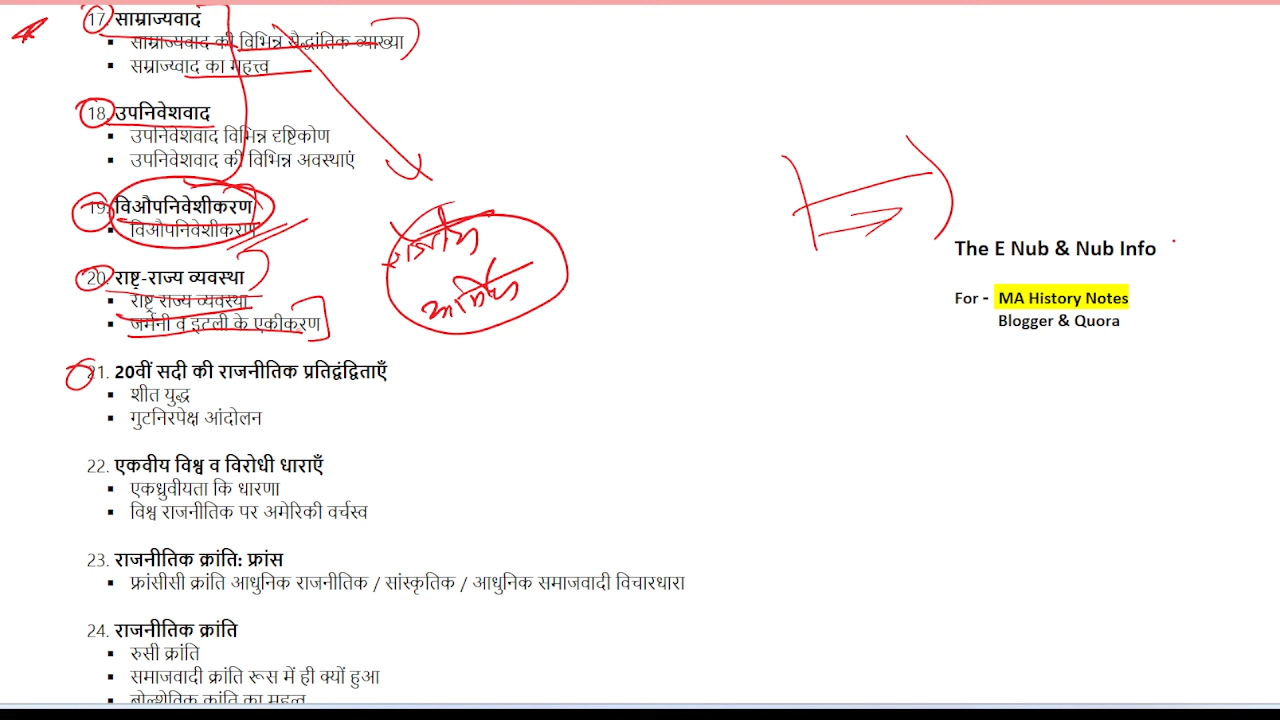 17. साम्राज्यवाद
▪ साम्राज्यवाद की विभिन्न सैद्धांतिक व्याख्या
▪ सम्राज्य्वाद का महत्त्व
18. उपनिवेशवाद
▪ उपनिवेशवाद विभिन्न दृष्टिकोण
▪ उपनिवेशवाद की विभिन्न अवस्थाएं
19. विऔपनिवेशीकरण
▪ विऔपनिवेशीकरण
20. राष्ट्र-राज्य व्यवस्था
▪ राष्ट्र राज्य व्यवस्था
▪ जर्मनी व इटली के एकीकरण
21. 20वीं सदी की राजनीतिक प्रतिद्वंद्विताएँ
▪ शीत युद्ध
▪ गुटनिरपेक्ष आंदोलन
22. एकवीय विश्व व विरोधी धाराएँ
▪ एकध्रुवीयता कि धारणा
▪ विश्व राजनीतिक पर अमेरिकी वर्चस्व
23. राजनीतिक क्रांति: फ्रांस
▪ फ्रांसीसी क्रांति आधुनिक राजनीतिक / सांस्कृतिक / आधुनिक समाजवादी विचारधारा
24. राजनीतिक क्रांति
▪ रुसी क्रांति
▪ समाजवादी क्रांति रूस में ही क्यों हुआ
▪ बोल्शेविक क्रांति का महत्व
The E Nub & Nub Info
For - MA History Notes
Blogger & Quora